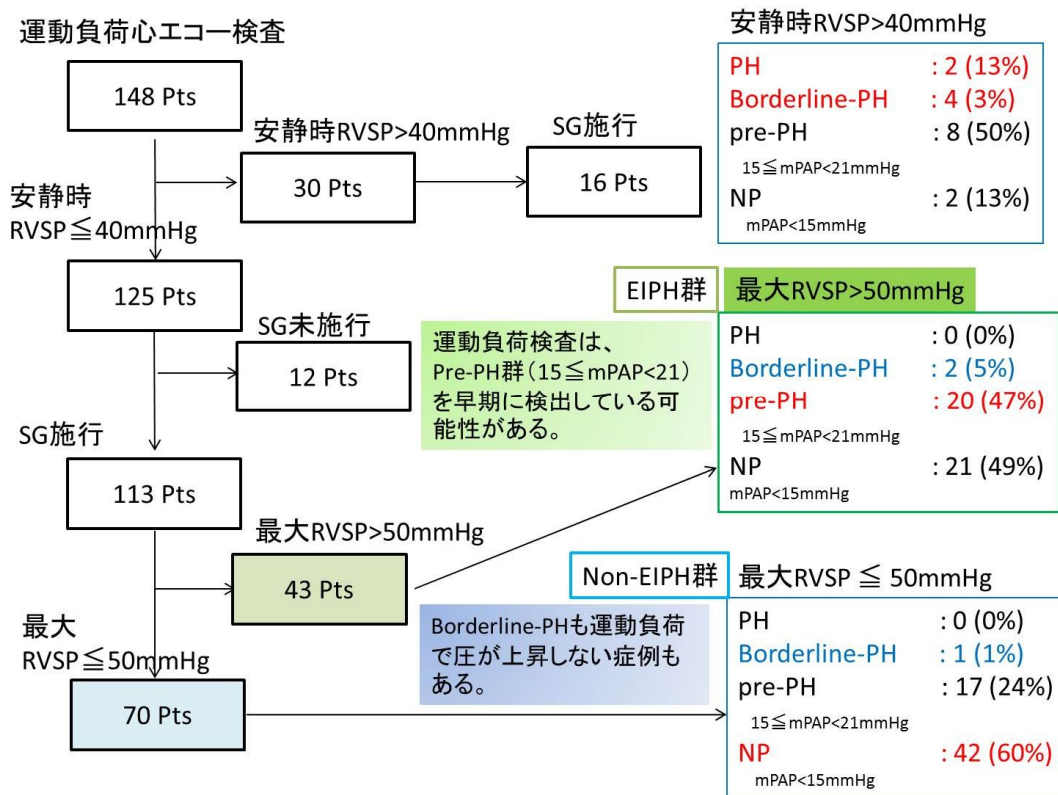 運動負荷心エコー検査
148 Pts
安静時RVSP>40mmHg
30 Pts
SG施行
16 Pts
安静時RVSP>40mmHg
PH : 2 (13%)
Borderline-PH : 4 (3%)
pre-PH : 8 (50%)
15≦mPAP<21mmHg
NP : 2 (13%)
mPAP<15mmHg
安静時
RVSP≦40mmHg
125 Pts
SG未施行
12 Pts
運動負荷検査は、
Pre-PH群(15≦mPAP<21)
を早期に検出している可
能性がある。
EIPH群
最大RVSP>50mmHg
PH : 0 (0%)
Borderline-PH : 2 (5%)
pre-PH : 20 (47%)
15≦mPAP<21mmHg
NP : 21 (49%)
mPAP<15mmHg
SG施行
113 Pts
最大RVSP>50mmHg
43 Pts
Non-EIPH群
最大RVSP ≦ 50mmHg
PH : 0 (0%)
Borderline-PH : 1 (1%)
pre-PH : 17 (24%)
15≦mPAP<21mmHg
NP : 42 (60%)
mPAP<15mmHg
Borderline-PHも運動負荷
で圧が上昇しない症例も
ある。
最大
RVSP≦50mmHg
70 Pts